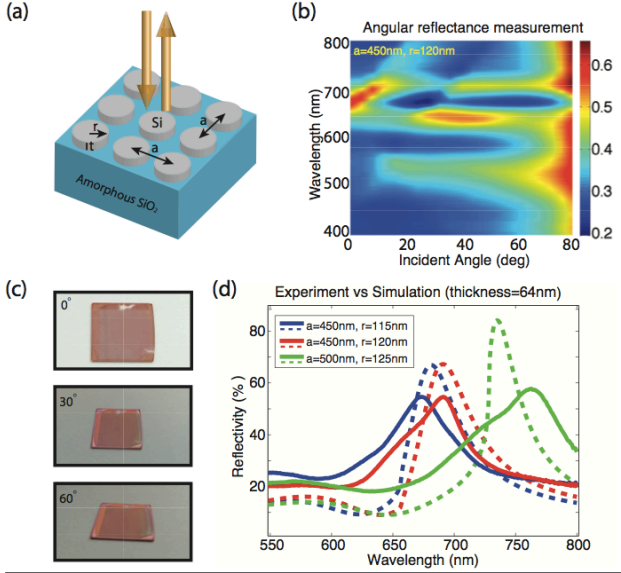 (a)
Si
r
t
a
a
Amorphous SiO₂
(b)
Angular reflectance measurement
a=450nm, r=120nm
Wavelength (nm)
800
700
600
500
400
0
20
40
60
80
Incident Angle (deg)
0.6
0.5
0.4
0.3
0.2
(c)
0°
30°
60°
(d)
Experiment vs Simulation (thickness=64nm)
a=450nm, r=115nm
a=450nm, r=120nm
a=500nm, r=125nm
Reflectivity (%)
80
60
40
20
550
600
650
700
750
800
Wavelength (nm)